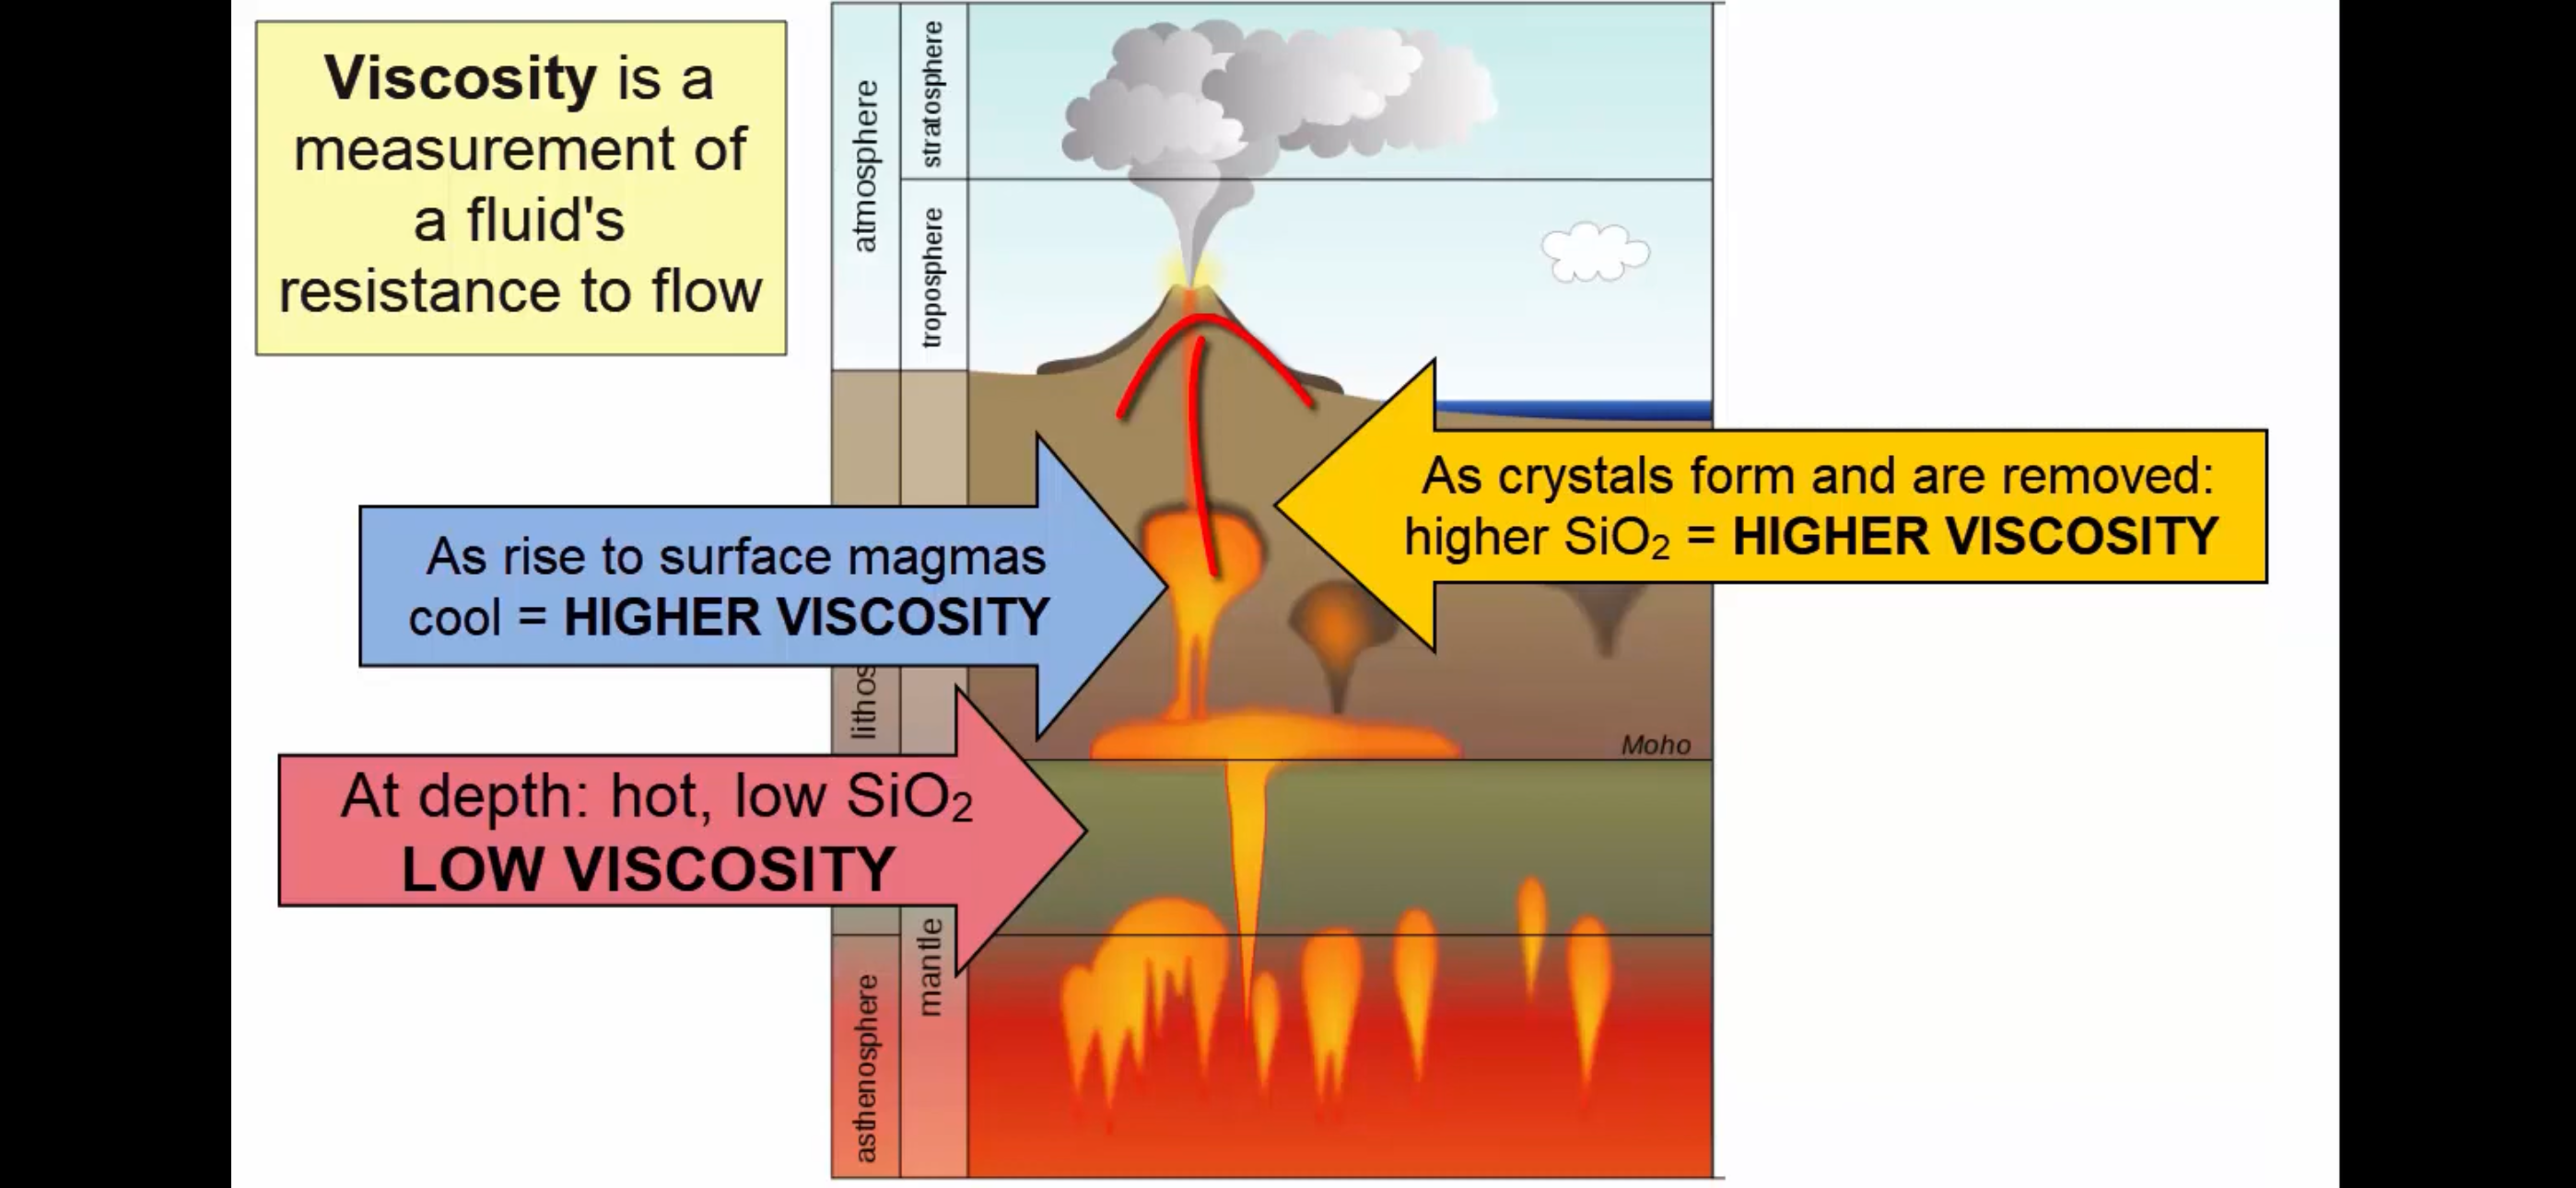 Viscosity is a
measurement of
a fluid's
resistance to flow
atmosphere
stratosphere
troposphere
As crystals form and are removed:
higher SiO₂ = HIGHER VISCOSITY
As rise to surface magmas
cool = HIGHER VISCOSITY
lithos
Moho
At depth: hot, low SiO₂
LOW VISCOSITY
mantle
asthenosphere